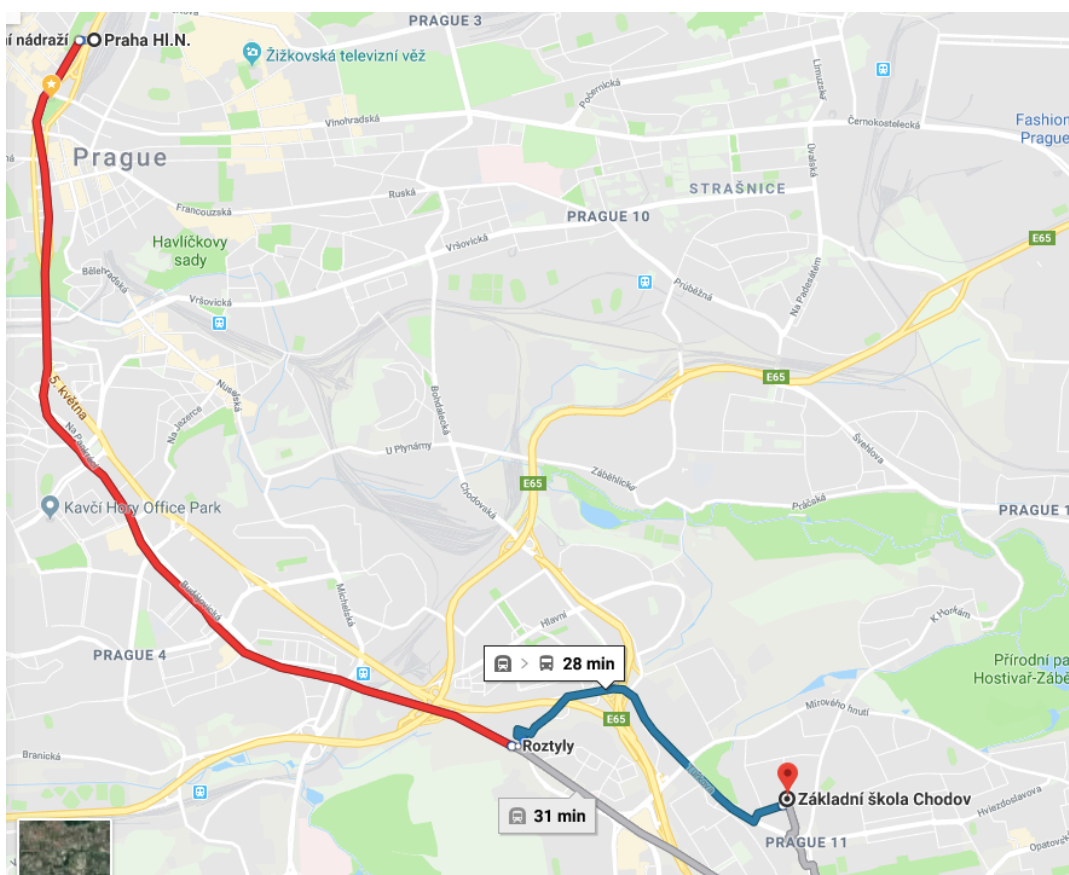 PRAGUE 3
ní nádraží
Praha Hl.N.
Žižkovská televizní věž
Počernická
Limuzská
Vinohradská
Černokostelecká
Fashion
Prague
Prague
Úvalská
Ruská
STRAŠNICE
Francouzská
PRAGUE 10
Havlíčkovy
sady
Vršovická
E65
Bělehradská
Vršovická
Průběžná
Na Padesátém
5. května
Nuselská
E65
Bohdalecká
Na Jezerce
Na Pankráci
U Plynárny
Švehlova
Záběhlická
E65
Chodovská
Práčská
Kavčí Hory Office Park
PRAGUE 1
Budějovická
Michelská
Hlavní
K Horkám
PRAGUE 4
28 min
Přírodní pa
Hostivař-Zábě
Mírového hnutí
E65
Roztyly
Branická
Türkova
Základní škola Chodov
31 min
Hviezdoslavova
PRAGUE 11
Opatovs